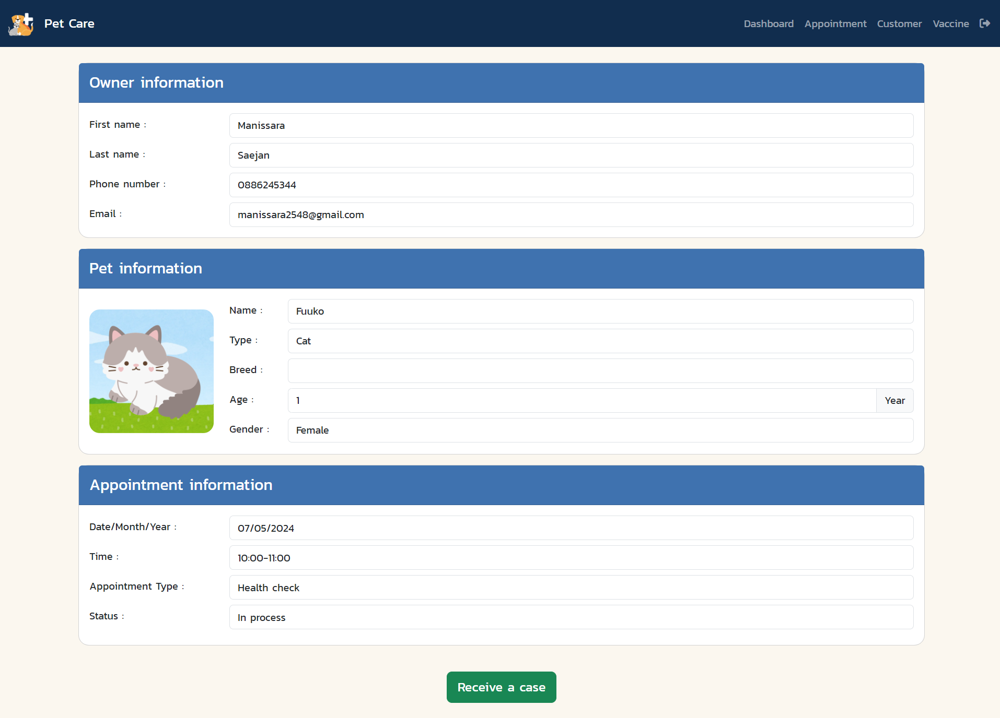 Pet Care
Dashboard Appointment Customer Vaccine
Owner information
First name : Manissara
Last name : Saejan
Phone number : 0886245344
Email : manissara2548@gmail.com
Pet information
Name : Fuuko
Type : Cat
Breed :
Age : 1 Year
Gender : Female
Appointment information
Date/Month/Year : 07/05/2024
Time : 10:00-11:00
Appointment Type : Health check
Status : In process
Receive a case